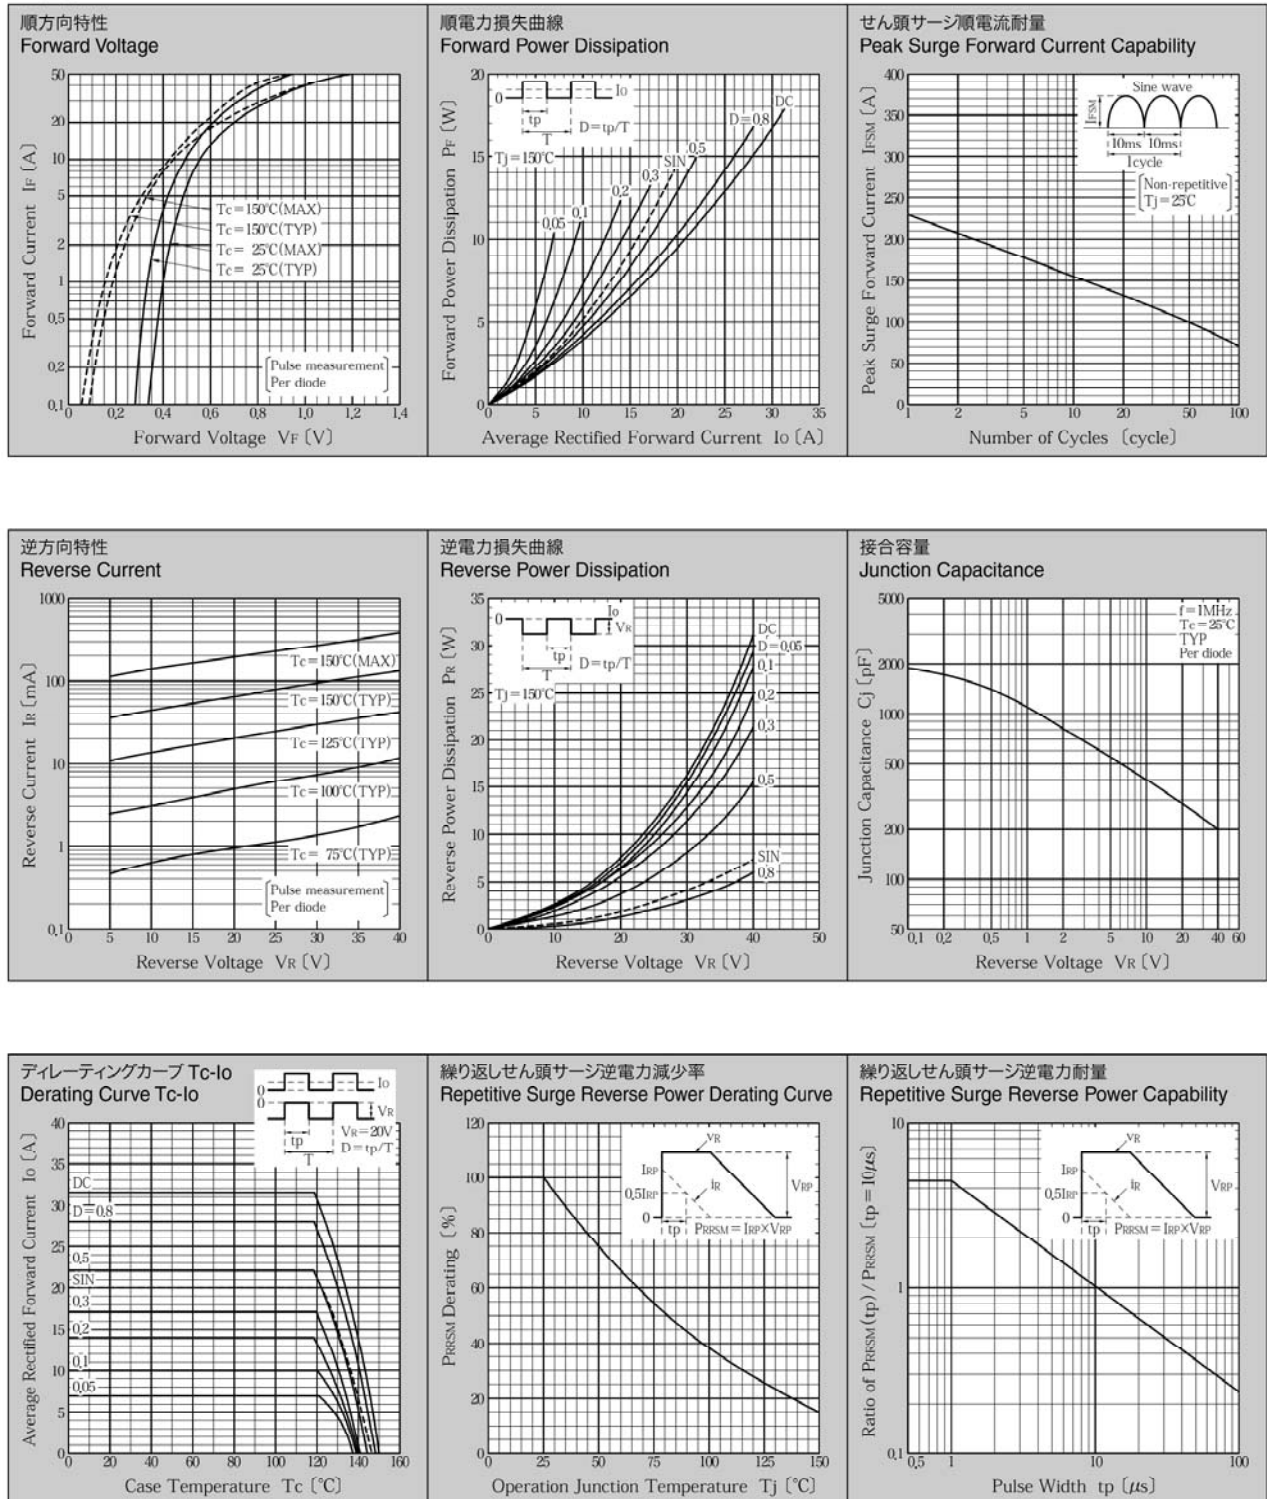 順方向特性
Forward Voltage
50
20
10
5
2
1
0.5
0.2
0.1
0
0.2
0.4
0.6
0.8
1.0
1.2
1.4
Forward Current IF [A]
Tc=150℃(MAX)
Tc=150℃(TYP)
Tc= 25℃(MAX)
Tc= 25℃(TYP)
Pulse measurement
Per diode
Forward Voltage VF [V]
順電力損失曲線
Forward Power Dissipation
20
15
10
5
0
0
5
10
15
20
25
30
35
Forward Power Dissipation PF [W]
0
Io
tp
T
D=tp/T
Tj=150℃
DC
D=0.8
0.5
SIN
0.3
0.2
0.1
0.05
Average Rectified Forward Current Io [A]
せん頭サージ順電流耐量
Peak Surge Forward Current Capability
400
350
300
250
200
150
100
50
0
1
2
5
10
20
50
100
Peak Surge Forward Current IFSM [A]
Sine wave
IFSM
10ms
10ms
1cycle
Non-repetitive
Tj=25℃
Number of Cycles [cycle]
逆方向特性
Reverse Current
1000
100
10
1
0.1
0
5
10
15
20
25
30
35
40
Reverse Current IR [mA]
Tc=150℃(MAX)
Tc=150℃(TYP)
Tc=125℃(TYP)
Tc=100℃(TYP)
Tc= 75℃(TYP)
Pulse measurement
Per diode
Reverse Voltage VR [V]
逆電力損失曲線
Reverse Power Dissipation
35
30
25
20
15
10
5
0
0
10
20
30
40
50
Reverse Power Dissipation PR [W]
0
Io
VR
tp
T
D=tp/T
Tj=150℃
DC
D=0.05
0.1
0.2
0.3
0.5
SIN
0.8
Reverse Voltage VR [V]
接合容量
Junction Capacitance
5000
2000
1000
500
200
100
50
0.1
0.2
0.5
1
2
5
10
20
40
60
Junction Capacitance Cj [pF]
f=1MHz
Tc=25℃
TYP
Per diode
Reverse Voltage VR [V]
ディレーティングカーブ Tc-Io
Derating Curve Tc-Io
40
35
30
25
20
15
10
5
0
0
20
40
60
80
100
120
140
160
Average Rectified Forward Current Io [A]
0
Io
0
VR
tp
T
VR=20V
D=tp/T
DC
D=0.8
0.5
SIN
0.3
0.2
0.1
0.05
Case Temperature Tc [℃]
繰り返しせん頭サージ逆電力減少率
Repetitive Surge Reverse Power Derating Curve
120
100
80
60
40
20
0
0
25
50
75
100
125
150
PRRSM Derating [%]
VR
IRP
0.5IRP
0
iR
VRP
tp
PRRSM=IRP×VRP
Operation Junction Temperature Tj [℃]
繰り返しせん頭サージ逆電力耐量
Repetitive Surge Reverse Power Capability
10
1
0.1
0.5
1
10
100
Ratio of PRRSM(tp) / PRRSM [tp=10μs]
VR
IRP
0.5IRP
0
iR
VRP
tp
PRRSM=IRP×VRP
Pulse Width tp [μs]